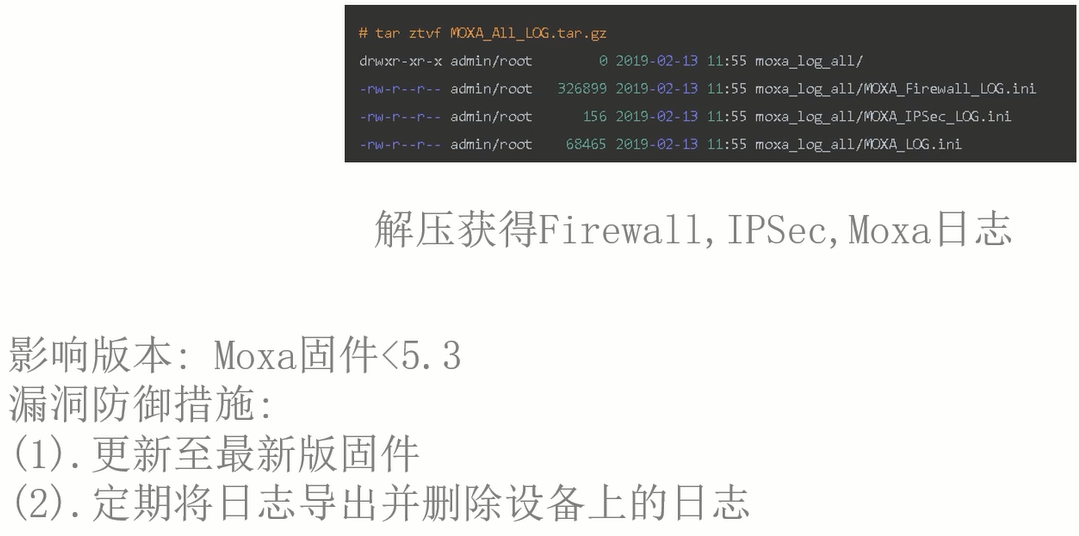 # tar ztvf MOXA_All_LOG.tar.gz
drwxr-xr-x admin/root 0 2019-02-13 11:55 moxa_log_all/
-rw-r--r-- admin/root 326899 2019-02-13 11:55 moxa_log_all/MOXA_Firewall_LOG.ini
-rw-r--r-- admin/root 156 2019-02-13 11:55 moxa_log_all/MOXA_IPSec_LOG.ini
-rw-r--r-- admin/root 68465 2019-02-13 11:55 moxa_log_all/MOXA_LOG.ini
解压获得Firewall,IPSec,Moxa日志
影响版本: Moxa固件<5.3
漏洞防御措施:
(1).更新至最新版固件
(2).定期将日志导出并删除设备上的日志